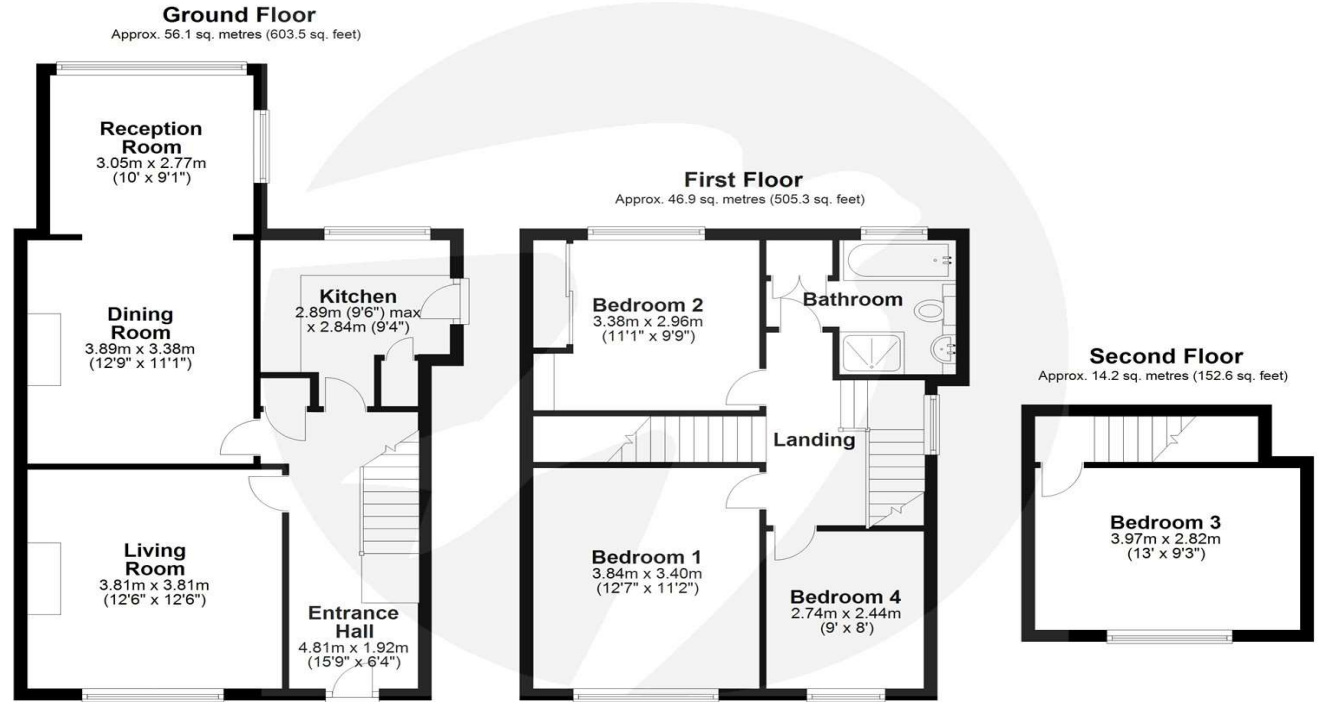 Ground Floor
Approx. 56.1 sq. metres (603.5 sq. feet)
Reception
Room
3.05m x 2.77m
(10' x 9'1")
Dining
Room
3.89m x 3.38m
(12'9" x 11'1")
Kitchen
2.89m (9'6") max
x 2.84m (9'4")
Living
Room
3.81m x 3.81m
(12'6" x 12'6")
Entrance
Hall
4.81m x 1.92m
(15'9" x 6'4")
First Floor
Approx. 46.9 sq. metres (505.3 sq. feet)
Bedroom 2
3.38m x 2.96m
(11'1" x 9'9")
Bathroom
Landing
Bedroom 1
3.84m x 3.40m
(12'7" x 11'2")
Bedroom 4
2.74m x 2.44m
(9' x 8')
Second Floor
Approx. 14.2 sq. metres (152.6 sq. feet)
Bedroom 3
3.97m x 2.82m
(13' x 9'3")